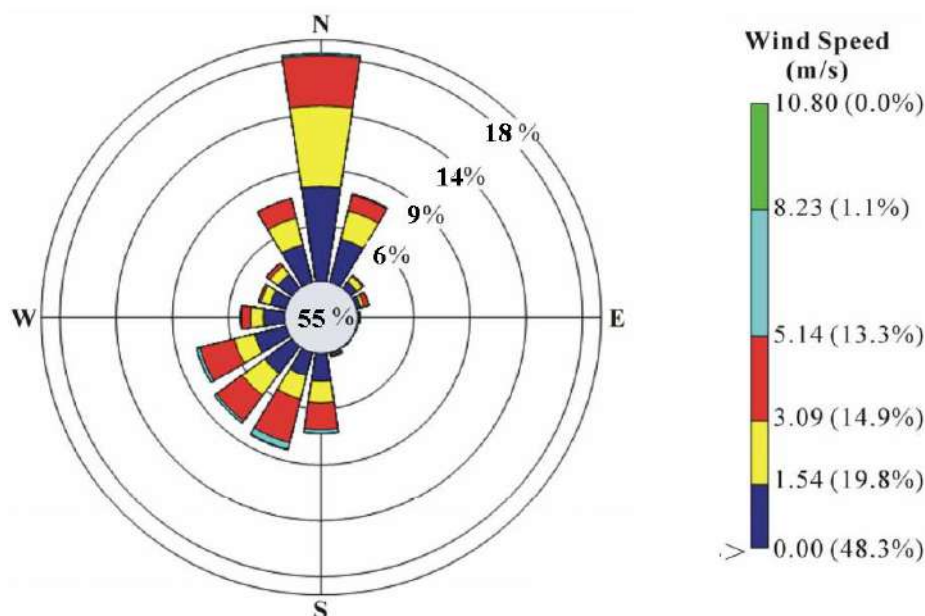 N
Wind Speed
(m/s)
10.80 (0.0%)
18 %
14%
8.23 (1.1%)
9%
6%
W
55 %
E
5.14 (13.3%)
3.09 (14.9%)
1.54 (19.8%)
> 0.00 (48.3%)
S